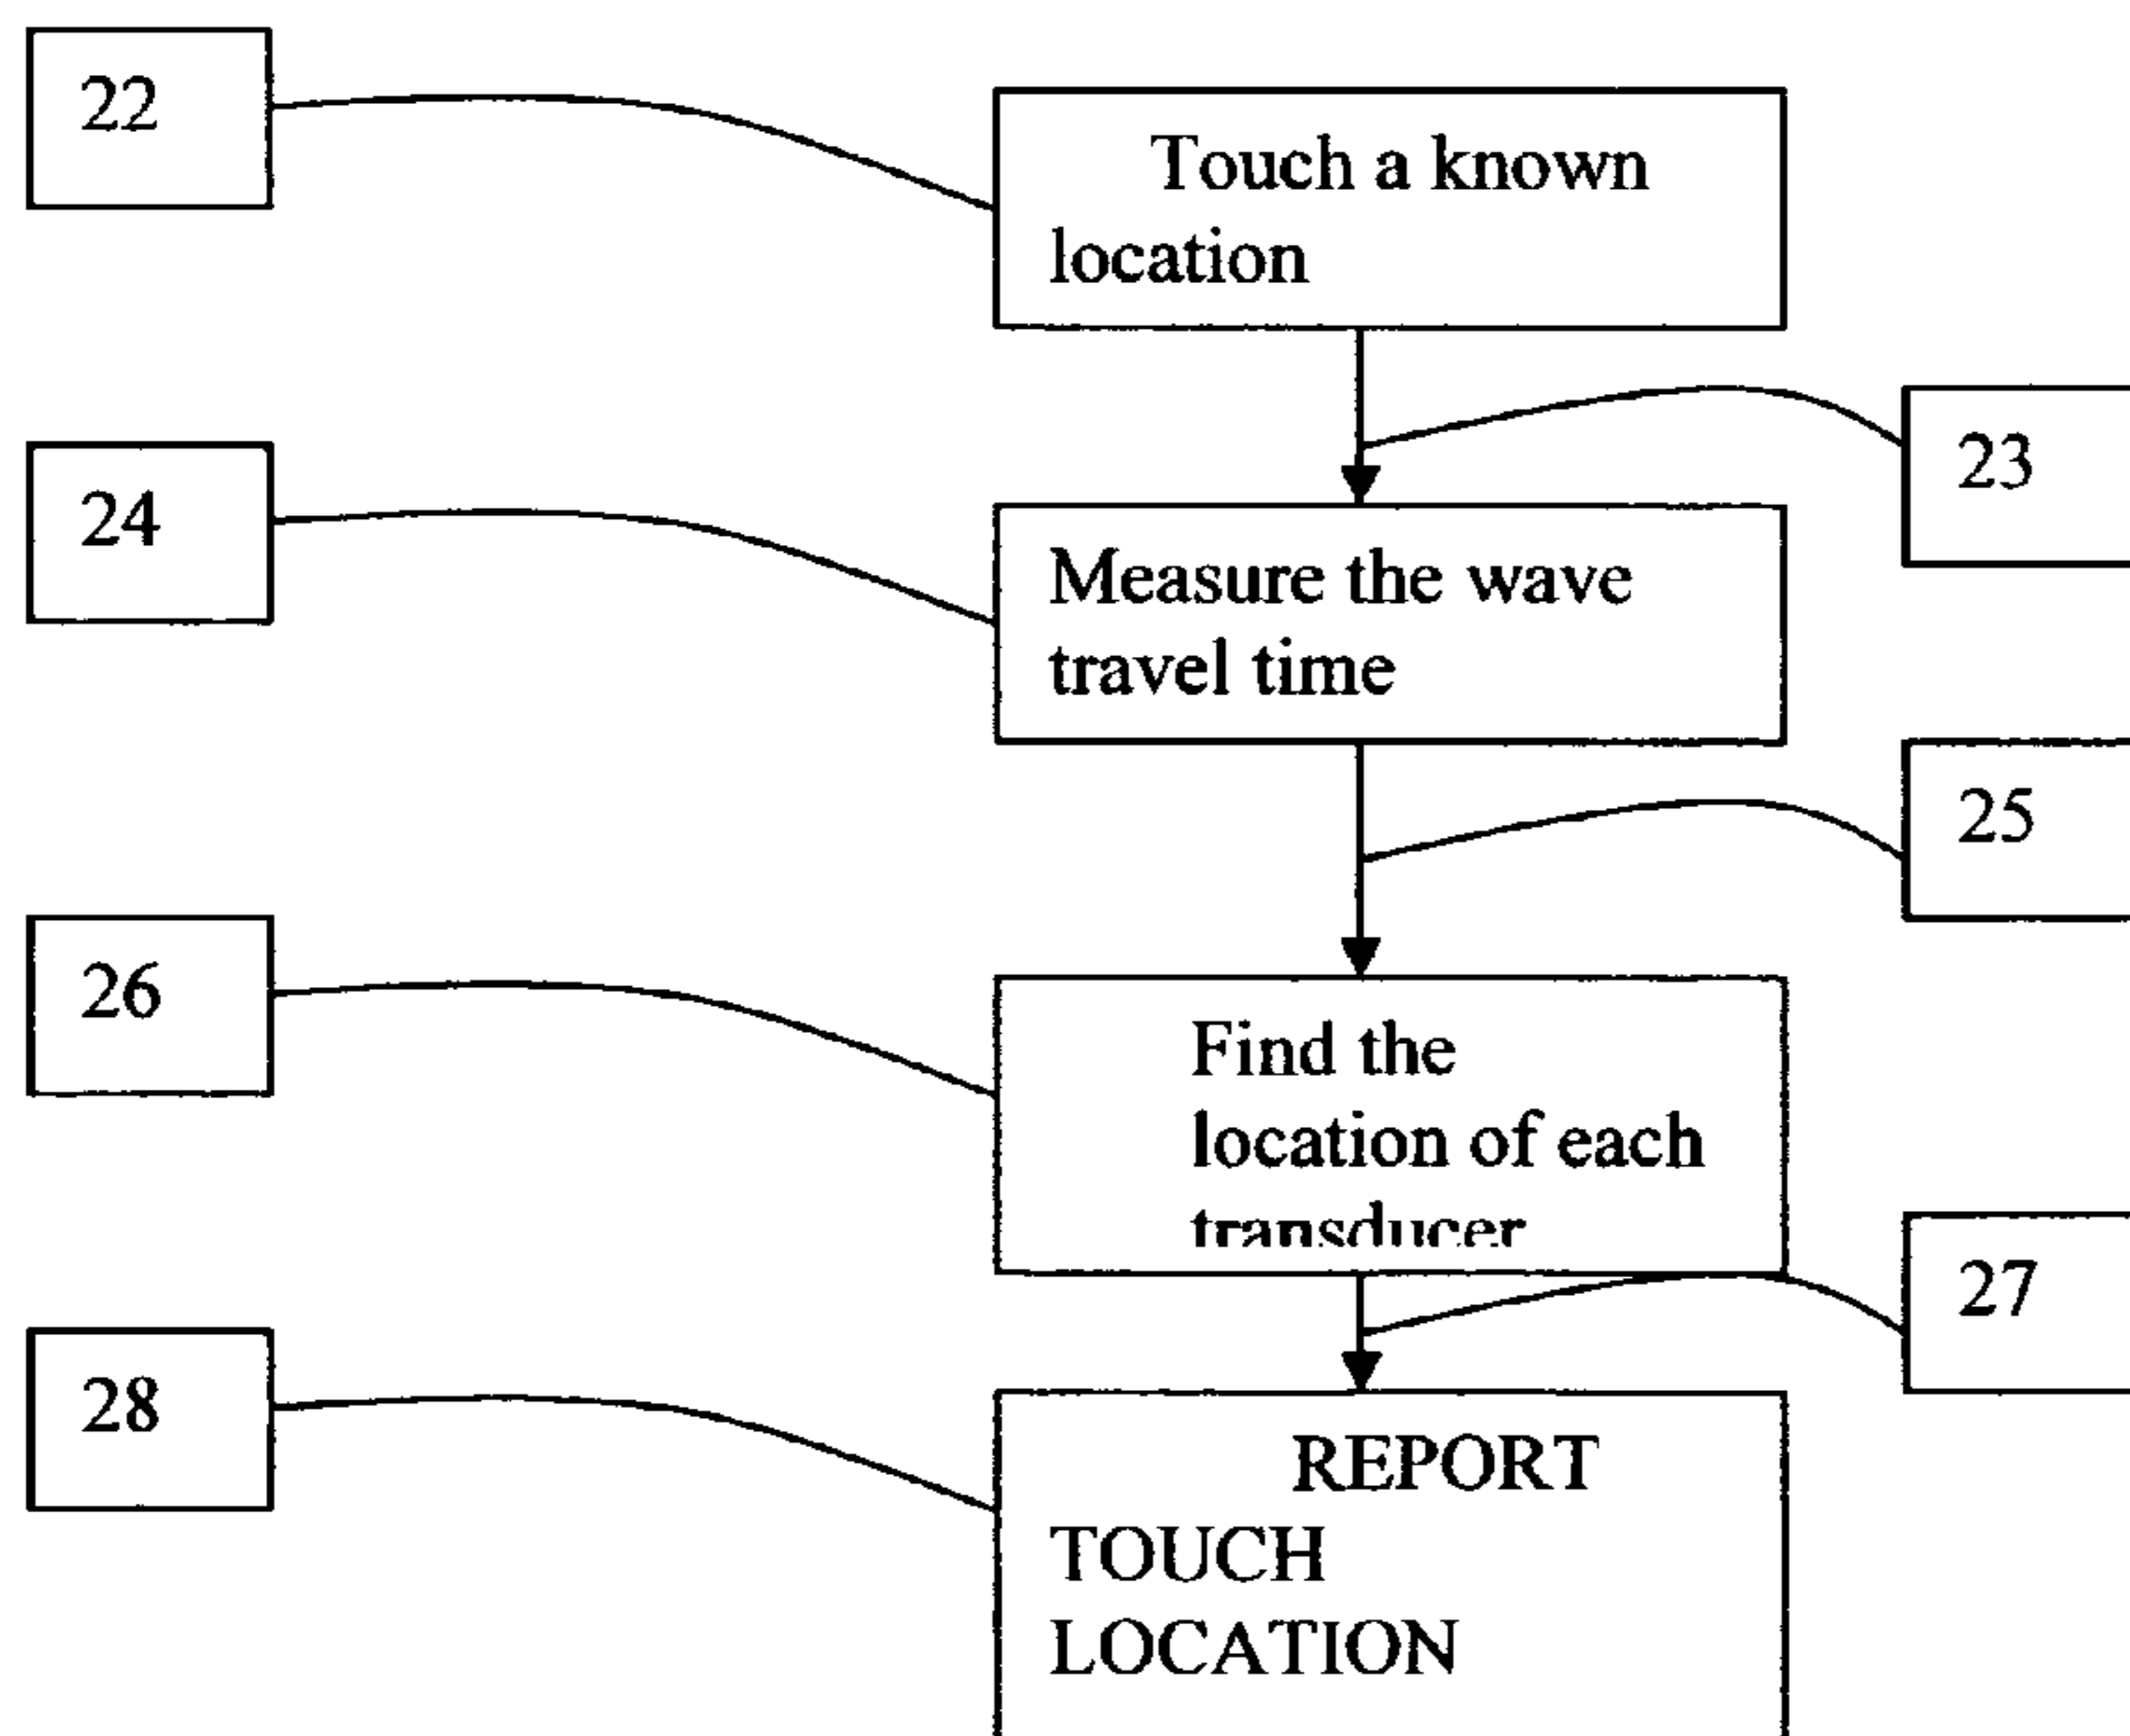 22
Touch a known
location
23
24
Measure the wave
travel time
25
26
Find the
location of each
transducer
27
28
REPORT
TOUCH
LOCATION